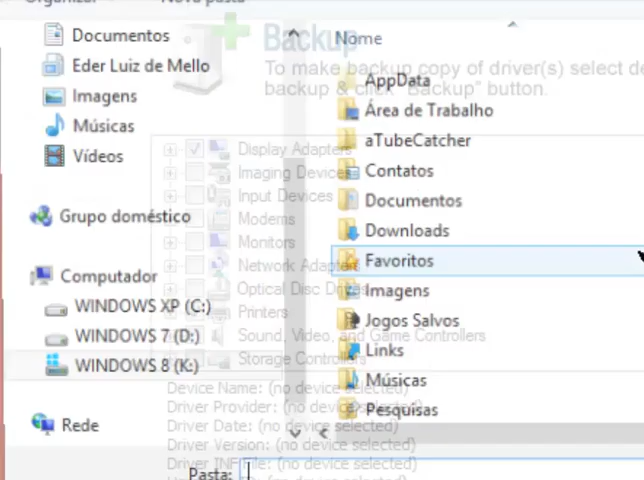 Organizar
Nova pasta
Documentos
Eder Luiz de Mello
Imagens
Músicas
Vídeos
Grupo doméstico
Computador
WINDOWS XP (C:)
WINDOWS 7 (D:)
WINDOWS 8 (K:)
Rede
Nome
AppData
Área de Trabalho
aTubeCatcher
Contatos
Documentos
Downloads
Favoritos
Imagens
Jogos Salvos
Links
Músicas
Pesquisas
Pasta:
Backup
To make backup copy of driver(s) select de
backup & click "Backup" button.
Display Adapters
Imaging Devices
Input Devices
Modems
Monitors
Network Adapters
Optical Disc Drives
Printers
Sound, Video, and Game Controllers
Storage Controllers
Device Name: (no device selected)
Driver Provider: (no device selected)
Driver Date: (no device selected)
Driver Version: (no device selected)
Driver INF File: (no device selected)